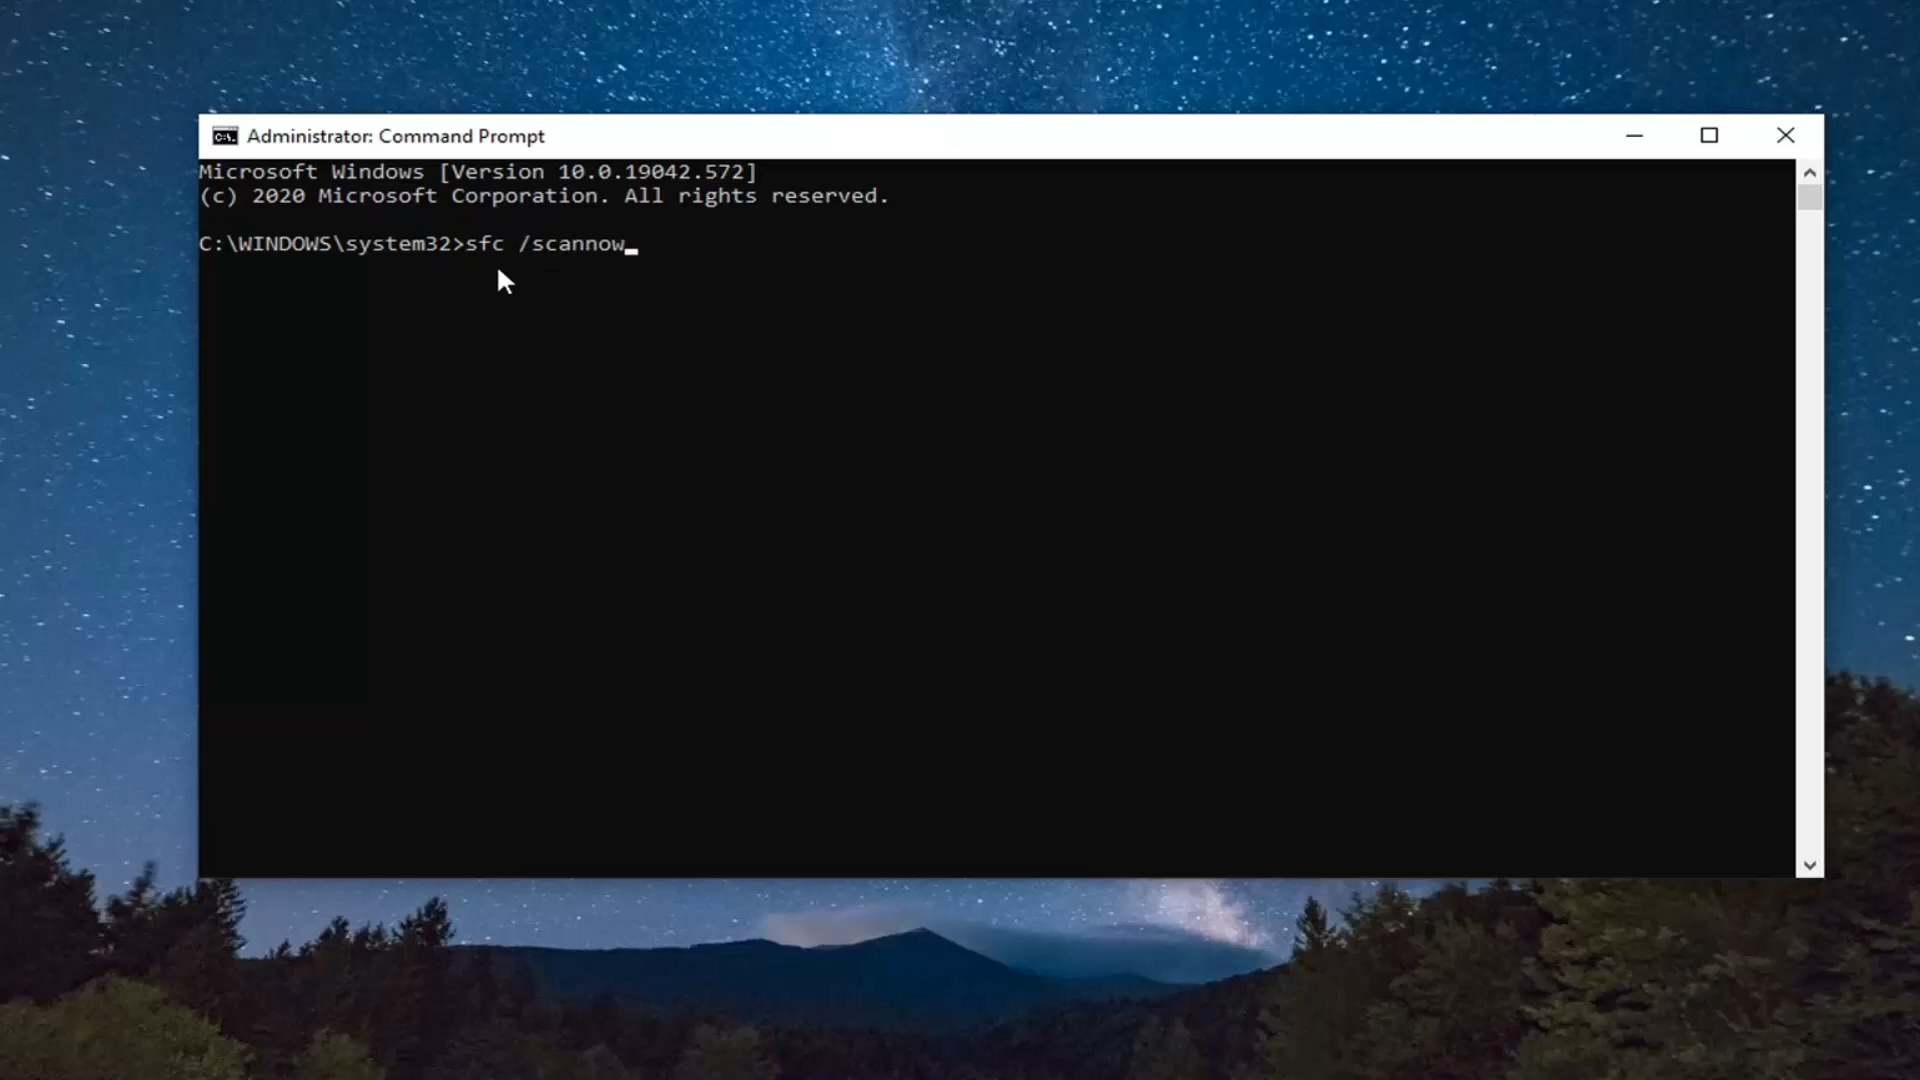 Administrator: Command Prompt
Microsoft Windows [Version 10.0.19042.572]
(c) 2020 Microsoft Corporation. All rights reserved.
C:\WINDOWS\system32>sfc /scannow